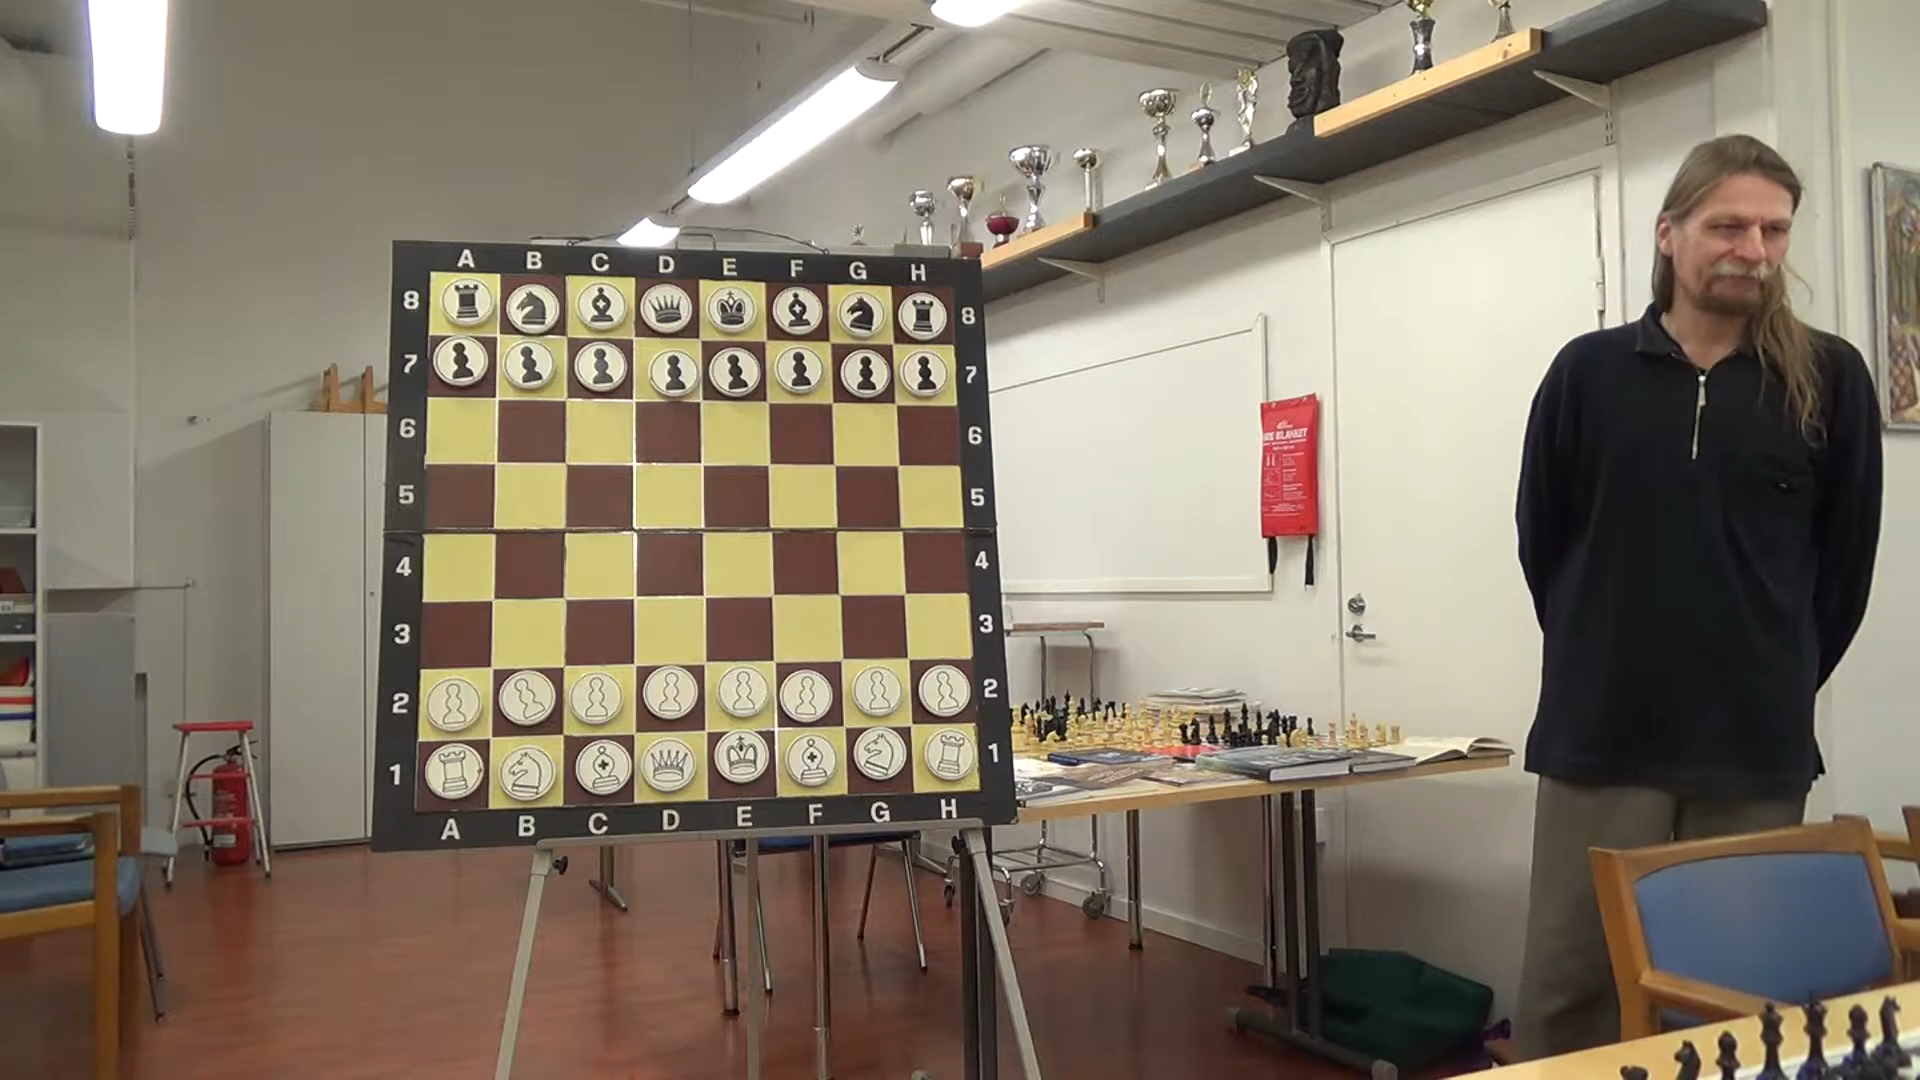 A B C D E F G H
8 8
7 7
6 6
5 5
4 4
3 3
2 2
1 1
A B C D E F G H
FIRE BLANKET